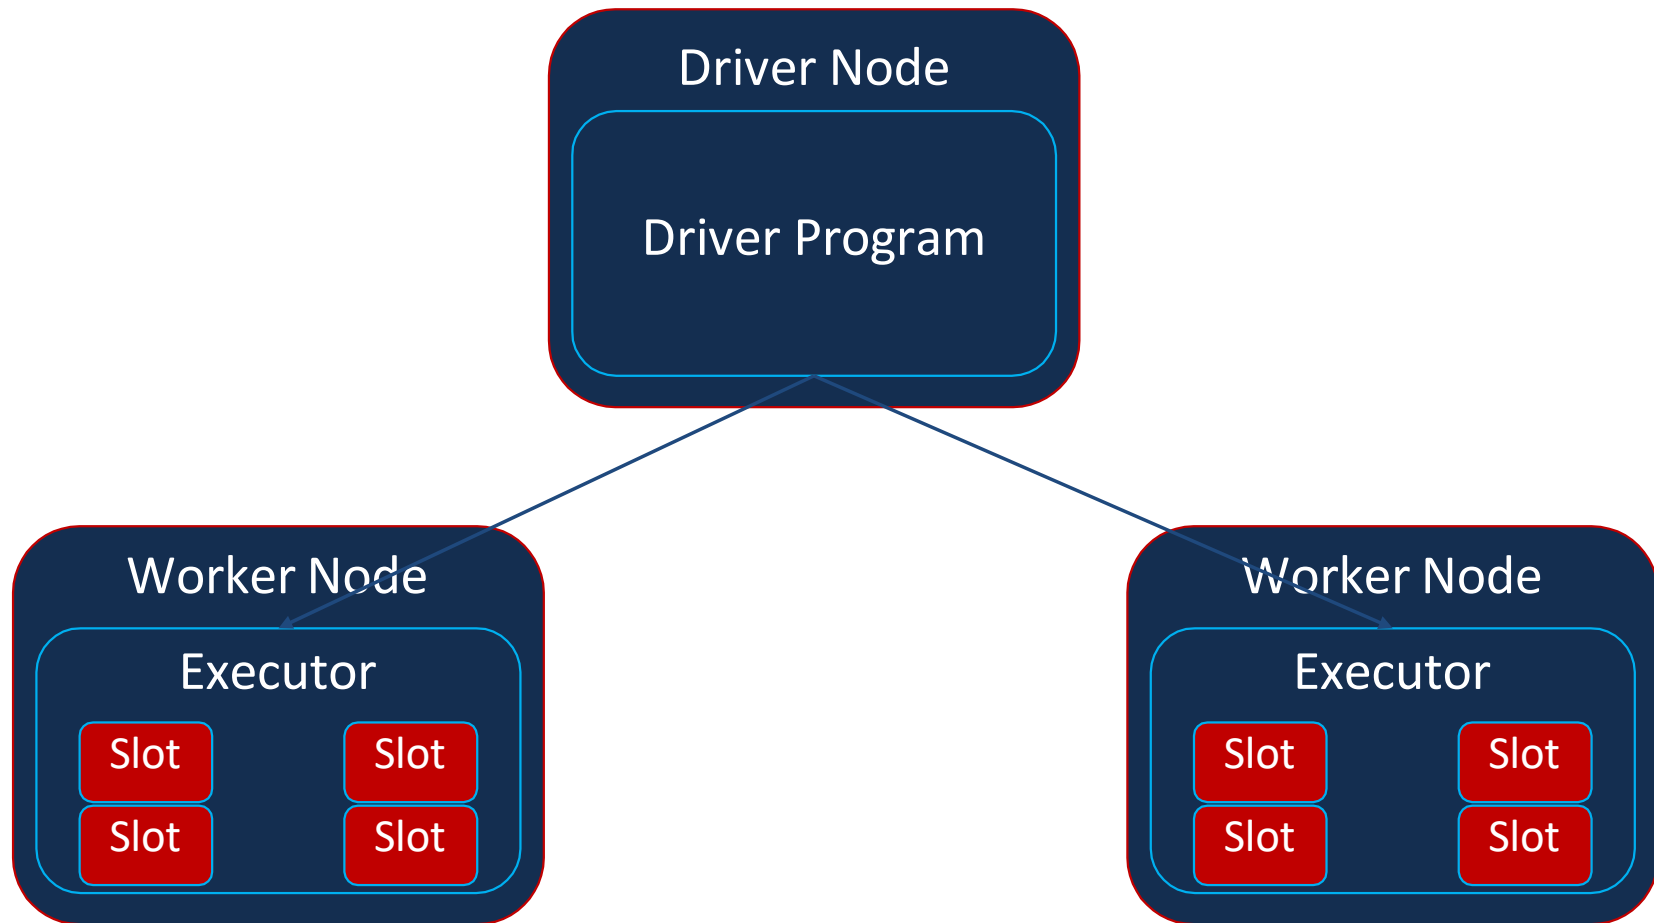 Driver Node
Driver Program
Worker Node
Executor
Slot
Slot
Slot
Slot
Worker Node
Executor
Slot
Slot
Slot
Slot